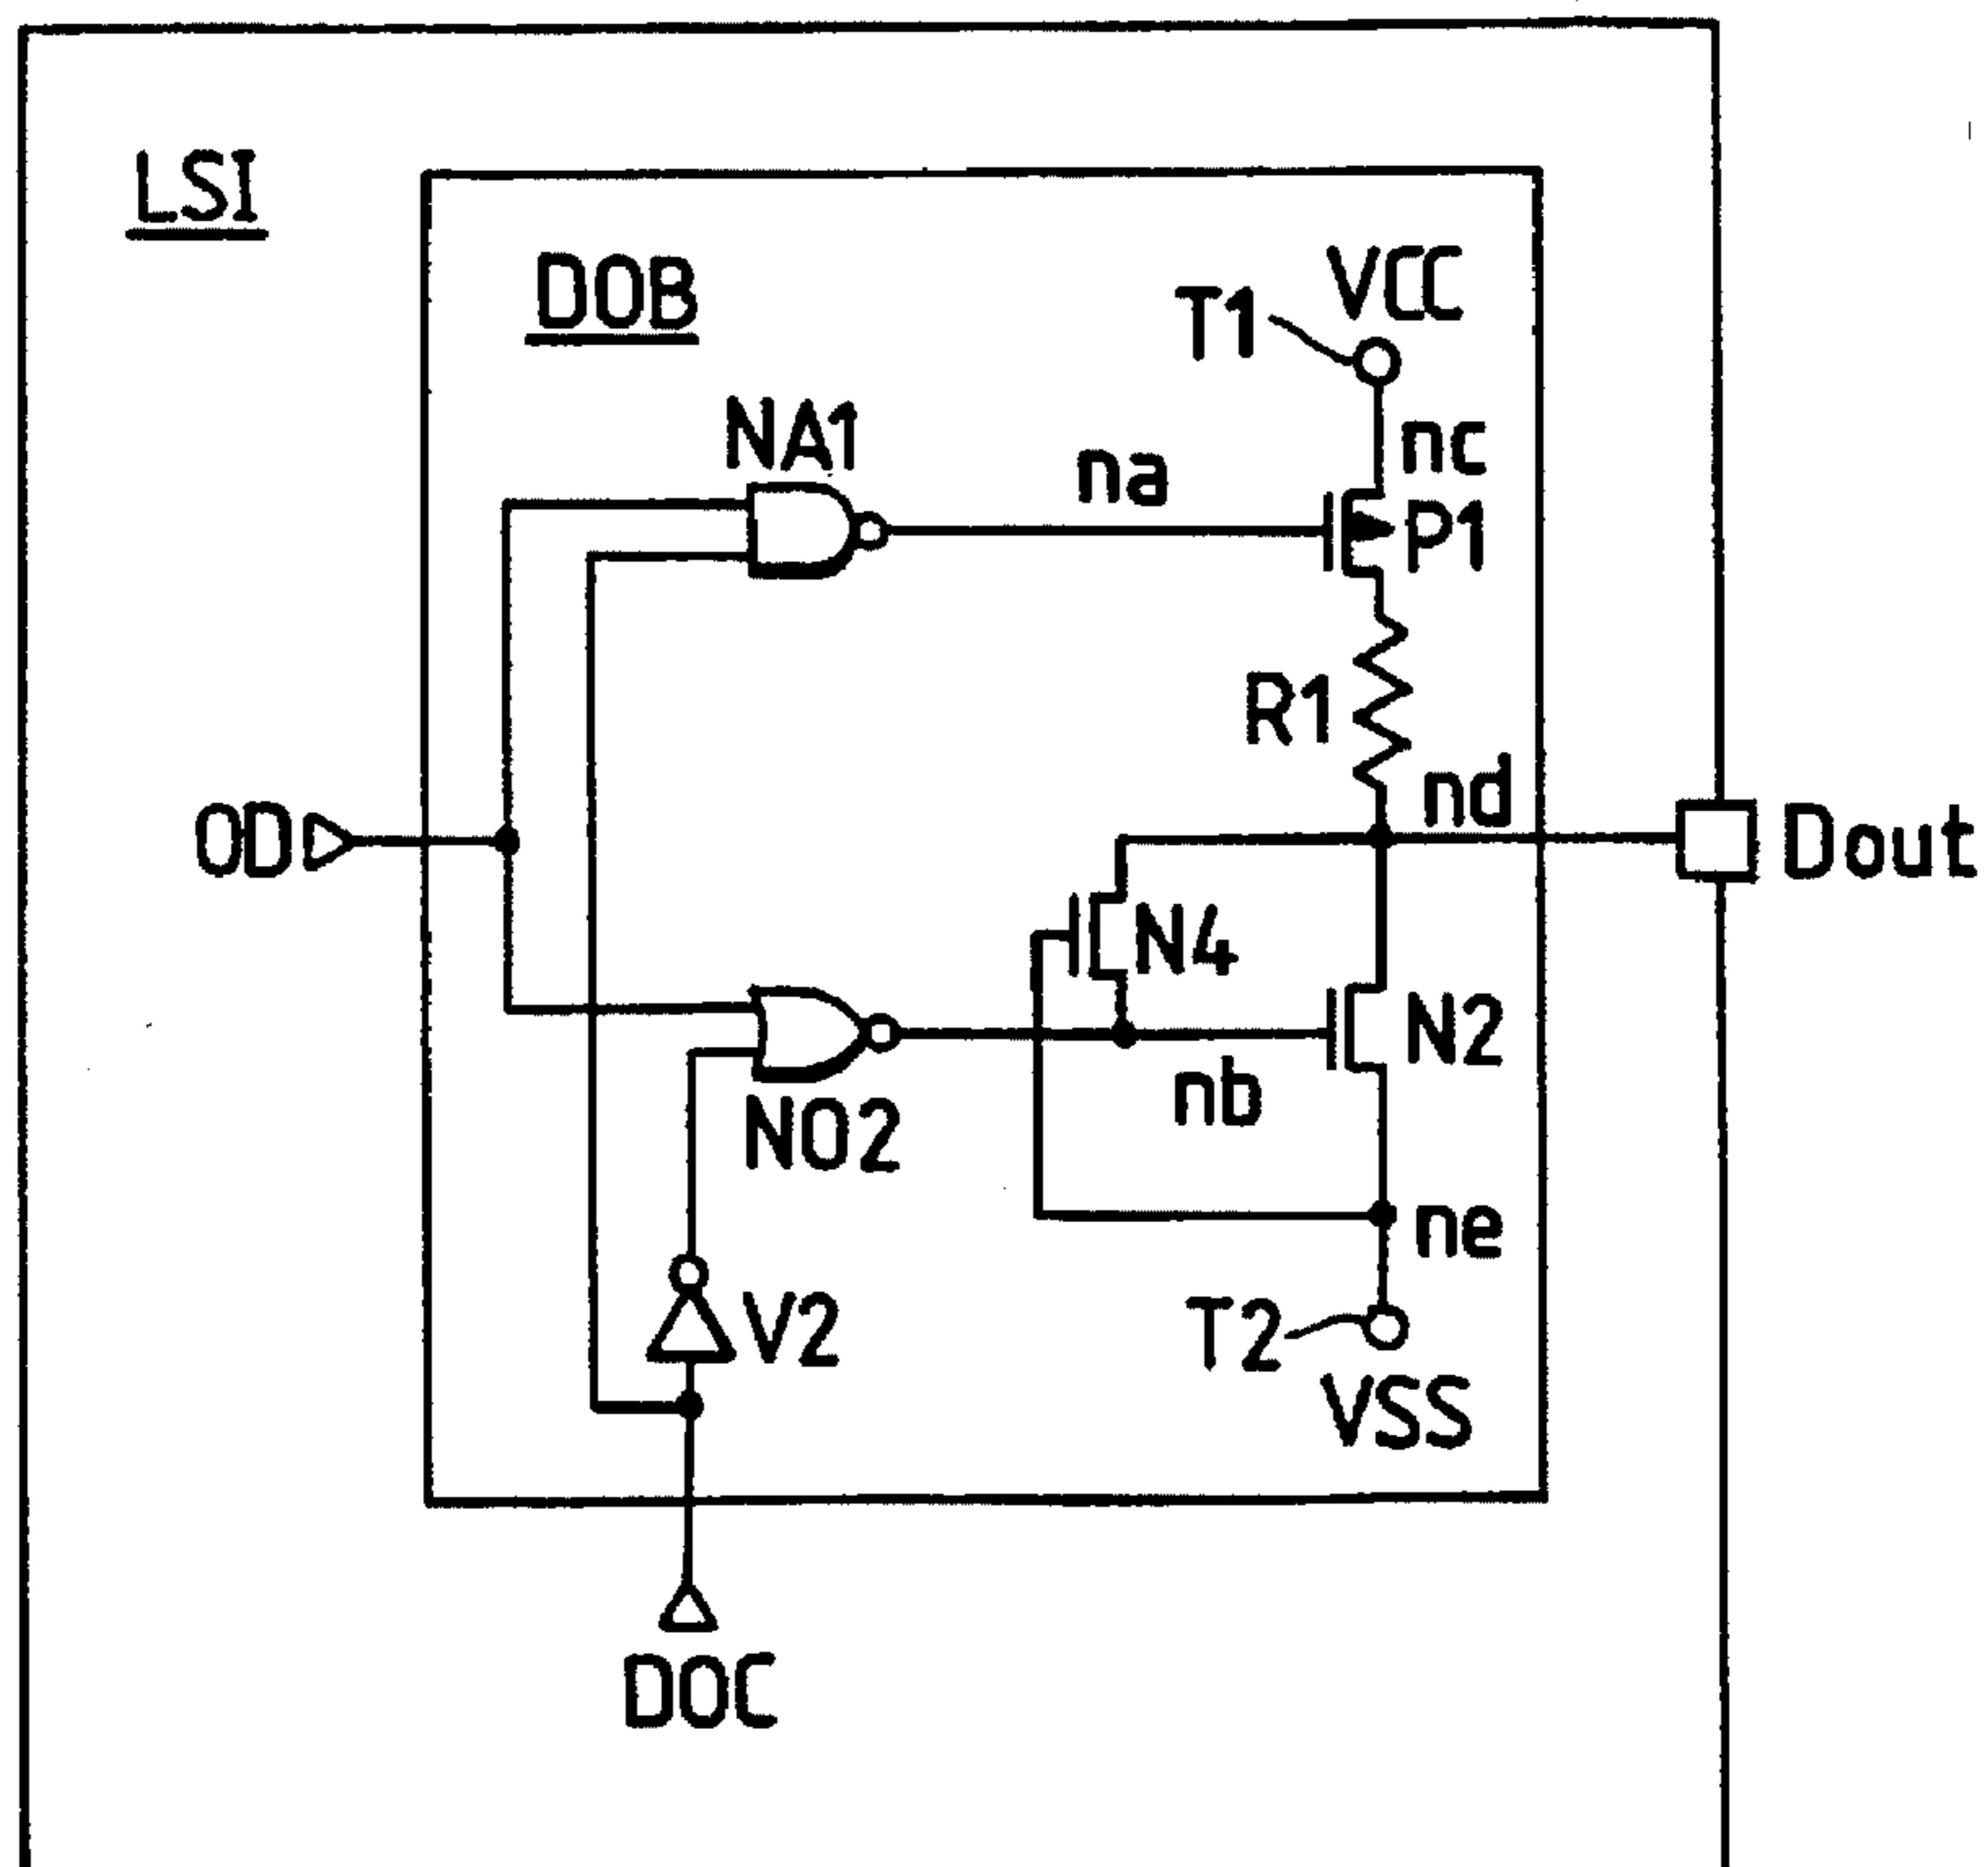 LSI
DOB
VCC
T1
NA1
na
nc
P1
R1
nd
OD
Dout
N4
N2
nb
NO2
ne
V2
T2
VSS
DOC